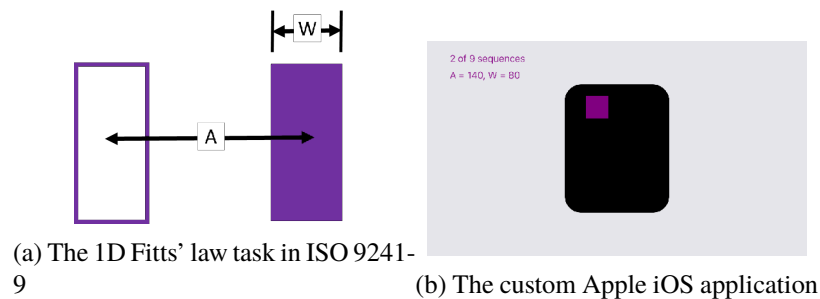 W
A
(a) The 1D Fitts' law task in ISO 9241-
9
2 of 9 sequences
A = 140, W = 80
(b) The custom Apple iOS application